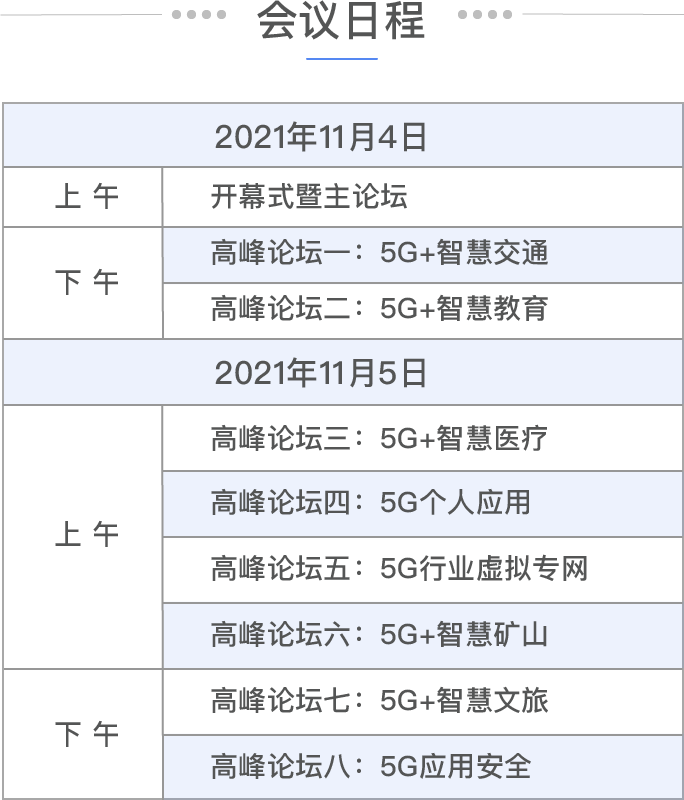 会议日程
2021年11月4日
上 午
开幕式暨主论坛
下 午
高峰论坛一：5G+智慧交通
高峰论坛二：5G+智慧教育
2021年11月5日
上 午
高峰论坛三：5G+智慧医疗
高峰论坛四：5G个人应用
高峰论坛五：5G行业虚拟专网
高峰论坛六：5G+智慧矿山
下 午
高峰论坛七：5G+智慧文旅
高峰论坛八：5G应用安全